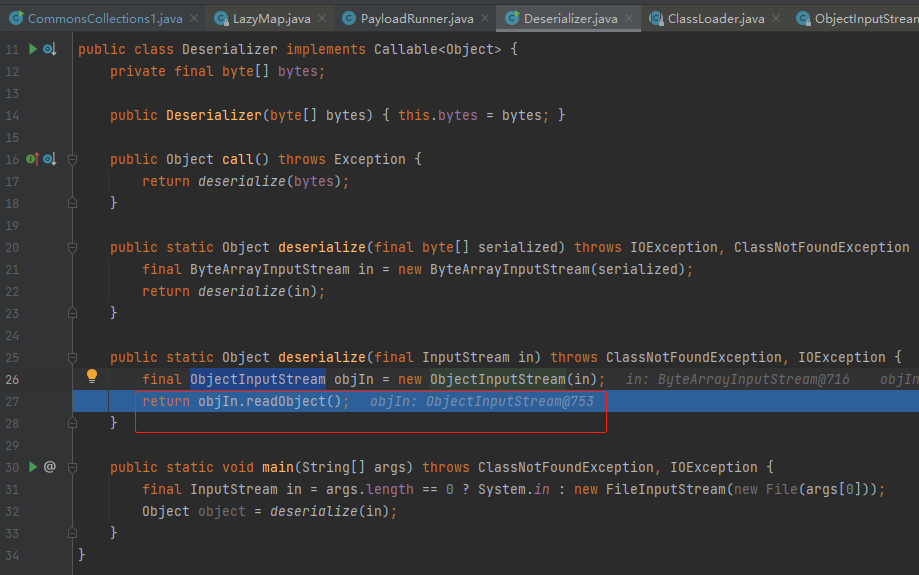 CommonsCollections1.java × LazyMap.java × PayloadRunner.java × Deserializer.java × ClassLoader.java × ObjectInputStream
11 public class Deserializer implements Callable<Object> {
12 private final byte[] bytes;
13
14 public Deserializer(byte[] bytes) { this.bytes = bytes; }
15
16 public Object call() throws Exception {
17 return deserialize(bytes);
18 }
19
20 public static Object deserialize(final byte[] serialized) throws IOException, ClassNotFoundException
21 final ByteArrayInputStream in = new ByteArrayInputStream(serialized);
22 return deserialize(in);
23 }
24
25 public static Object deserialize(final InputStream in) throws ClassNotFoundException, IOException {
26 final ObjectInputStream objIn = new ObjectInputStream(in); in: ByteArrayInputStream@716 objIn
27 return objIn.readObject(); objIn: ObjectInputStream@753
28 }
29
30 @ public static void main(String[] args) throws ClassNotFoundException, IOException {
31 final InputStream in = args.length == 0 ? System.in : new FileInputStream(new File(args[0]));
32 Object object = deserialize(in);
33 }
34 }